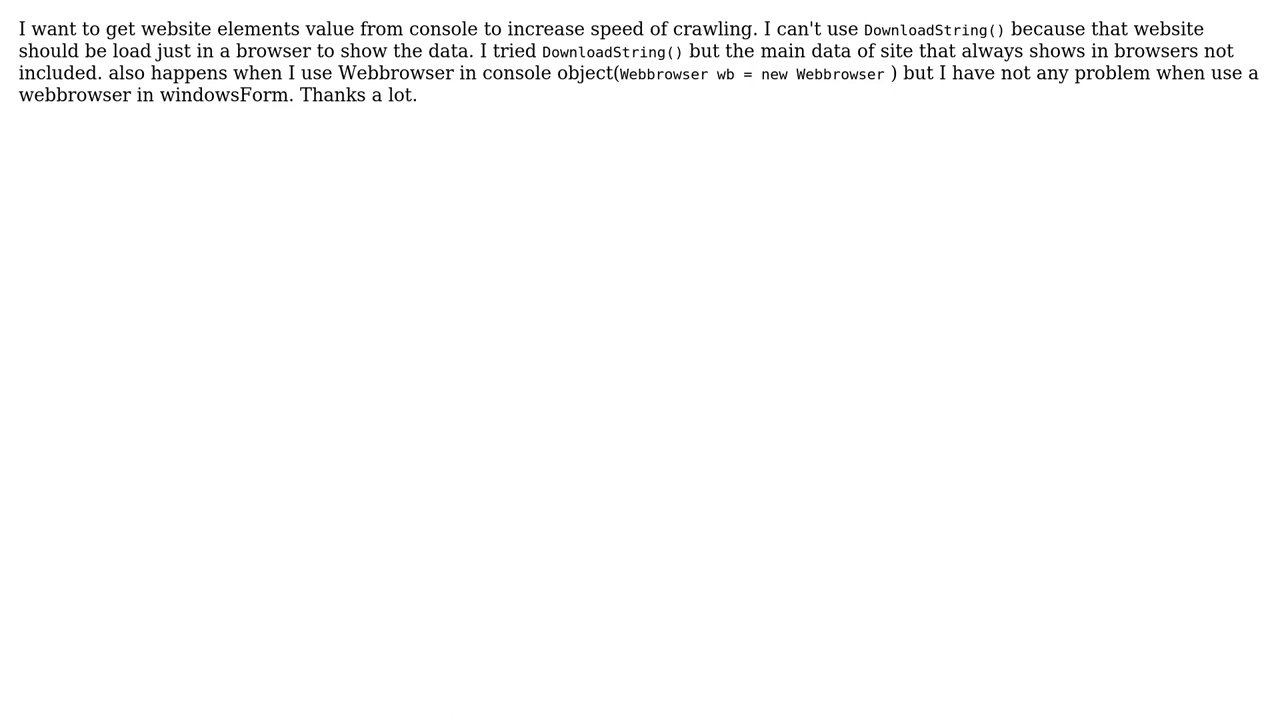 I want to get website elements value from console to increase speed of crawling. I can't use DownloadString() because that website
should be load just in a browser to show the data. I tried DownloadString() but the main data of site that always shows in browsers not
included. also happens when I use Webbrowser in console object(Webbrowser wb = new Webbrowser ) but I have not any problem when use a
webbrowser in windowsForm. Thanks a lot.